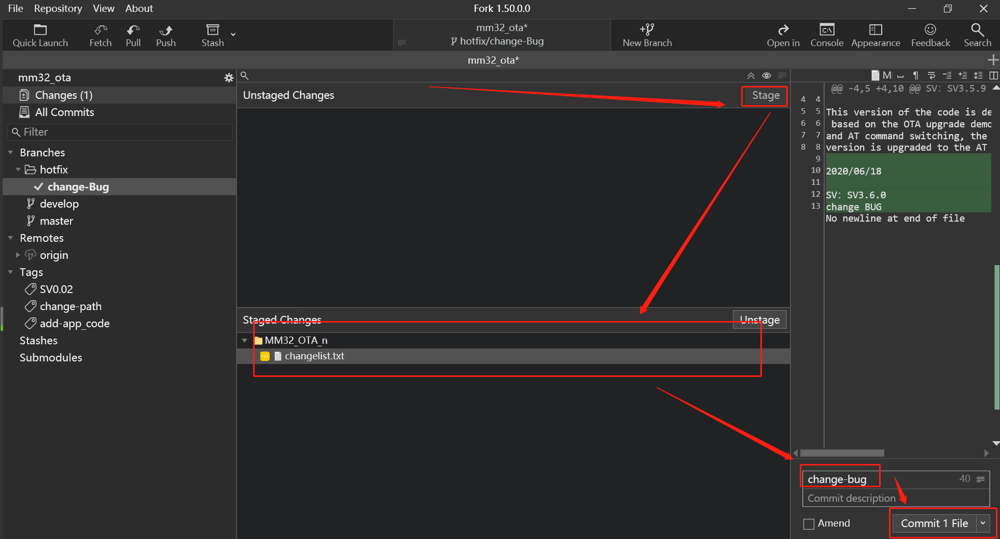 File Repository View About
Fork 1.50.0.0
Quick Launch Fetch Pull Push Stash
mm32_ota*
hotfix/change-Bug
New Branch
Open in Console Appearance Feedback Search
mm32_ota*
mm32_ota
Changes (1)
All Commits
Filter
Branches
hotfix
change-Bug
develop
master
Remotes
origin
Tags
SV0.02
change-path
add-app_code
Stashes
Submodules
Unstaged Changes
Stage
Staged Changes
Unstage
MM32_OTA_n
changelist.txt
@@ -4,5 +4,10 @@ SV: SV3.5.9
4 4
5 5 This version of the code is de
6 6 based on the OTA upgrade demo
7 7 and AT command switching, the
8 8 version is upgraded to the AT
9
10 2020/06/18
11
12 SV: SV3.6.0
13 change BUG
No newline at end of file
change-bug 40
Commit description
Amend
Commit 1 File